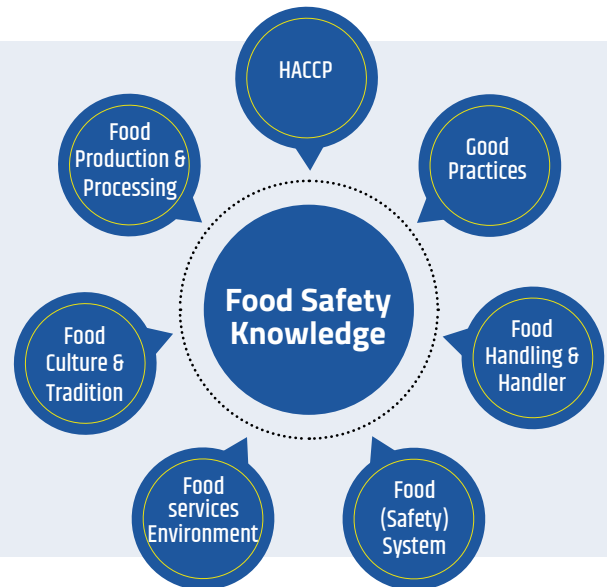 HACCP
Good
Practices
Food
Handling &
Handler
Food
(Safety)
System
Food
services
Environment
Food
Culture &
Tradition
Food
Production &
Processing
Food Safety
Knowledge